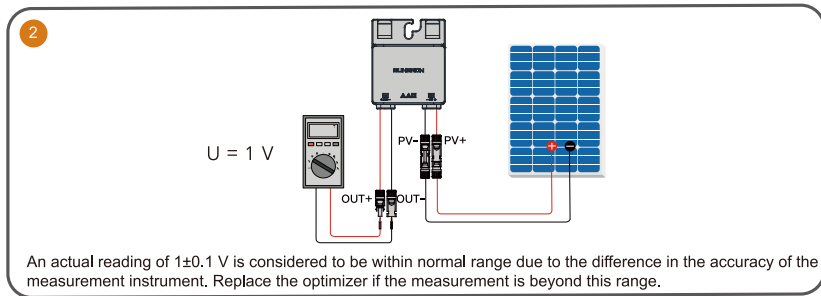 2
SUNGROW
PV-
PV+
U = 1 V
OUT+
OUT-
An actual reading of 1±0.1 V is considered to be within normal range due to the difference in the accuracy of the
measurement instrument. Replace the optimizer if the measurement is beyond this range.